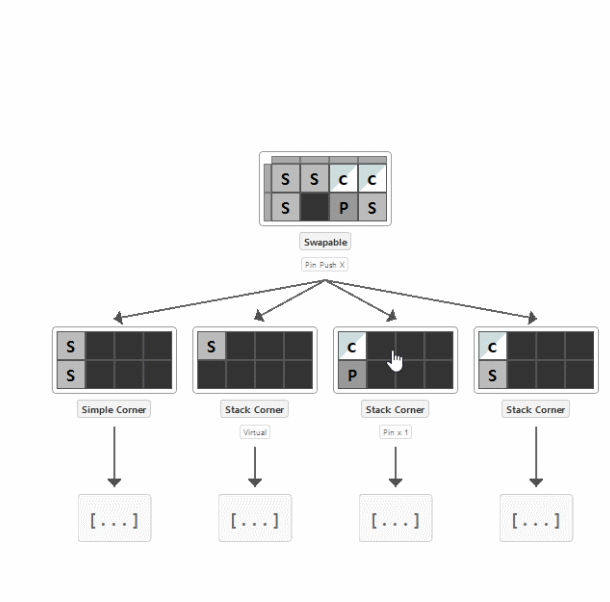 S S c c
S P S
Swapable
Pin Push X
S S c c
S P S
Simple Corner Stack Corner Stack Corner Stack Corner
Virtual Pin x 1
[...] [...] [...] [...]